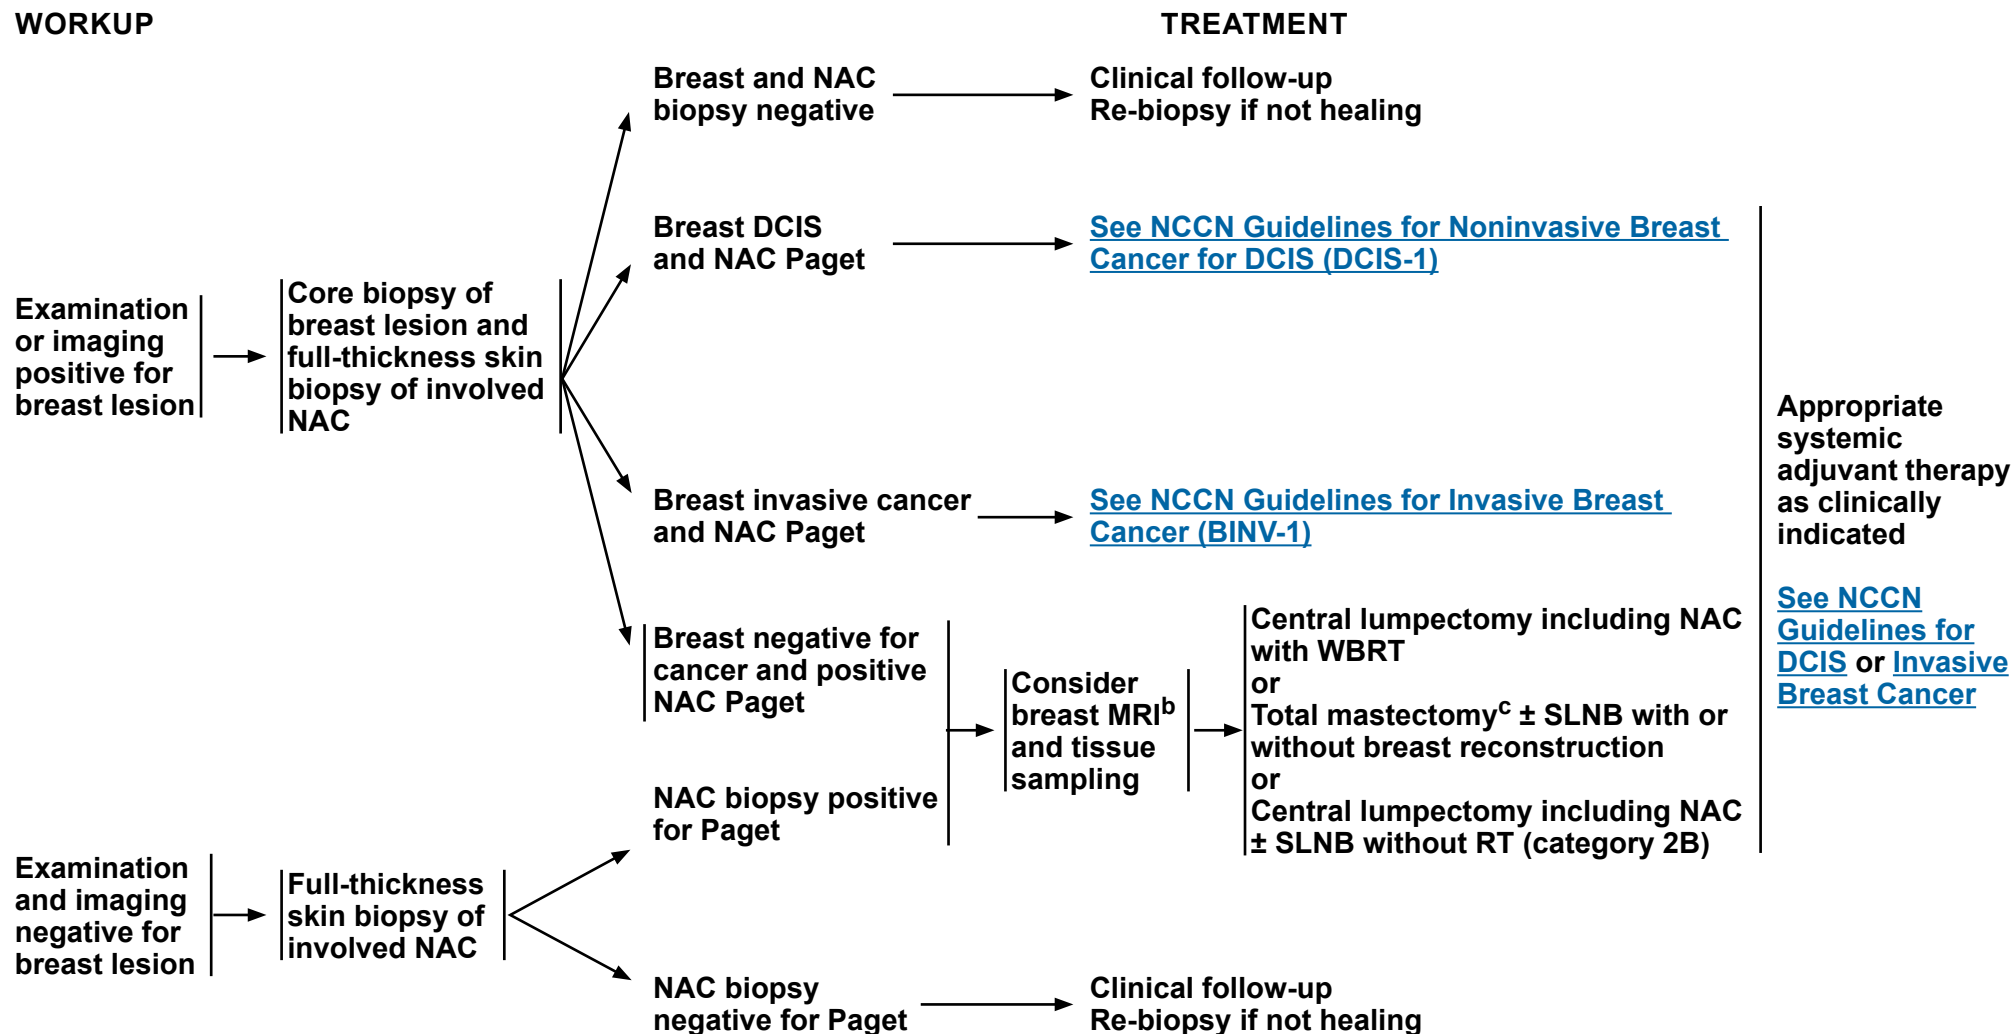 WORKUP
TREATMENT
Breast and NAC
biopsy negative
Clinical follow-up
Re-biopsy if not healing
Breast DCIS
and NAC Paget
See NCCN Guidelines for Noninvasive Breast
Cancer for DCIS (DCIS-1)
Examination
or imaging
positive for
breast lesion
Core biopsy of
breast lesion and
full-thickness skin
biopsy of involved
NAC
Breast invasive cancer
and NAC Paget
See NCCN Guidelines for Invasive Breast
Cancer (BINV-1)
Breast negative for
cancer and positive
NAC Paget
NAC biopsy positive
for Paget
Consider
breast MRIb
and tissue
sampling
Central lumpectomy including NAC
with WBRT
or
Total mastectomyc ± SLNB with or
without breast reconstruction
or
Central lumpectomy including NAC
± SLNB without RT (category 2B)
Appropriate
systemic
adjuvant therapy
as clinically
indicated
See NCCN
Guidelines for
DCIS or Invasive
Breast Cancer
Examination
and imaging
negative for
breast lesion
Full-thickness
skin biopsy of
involved NAC
NAC biopsy
negative for Paget
Clinical follow-up
Re-biopsy if not healing